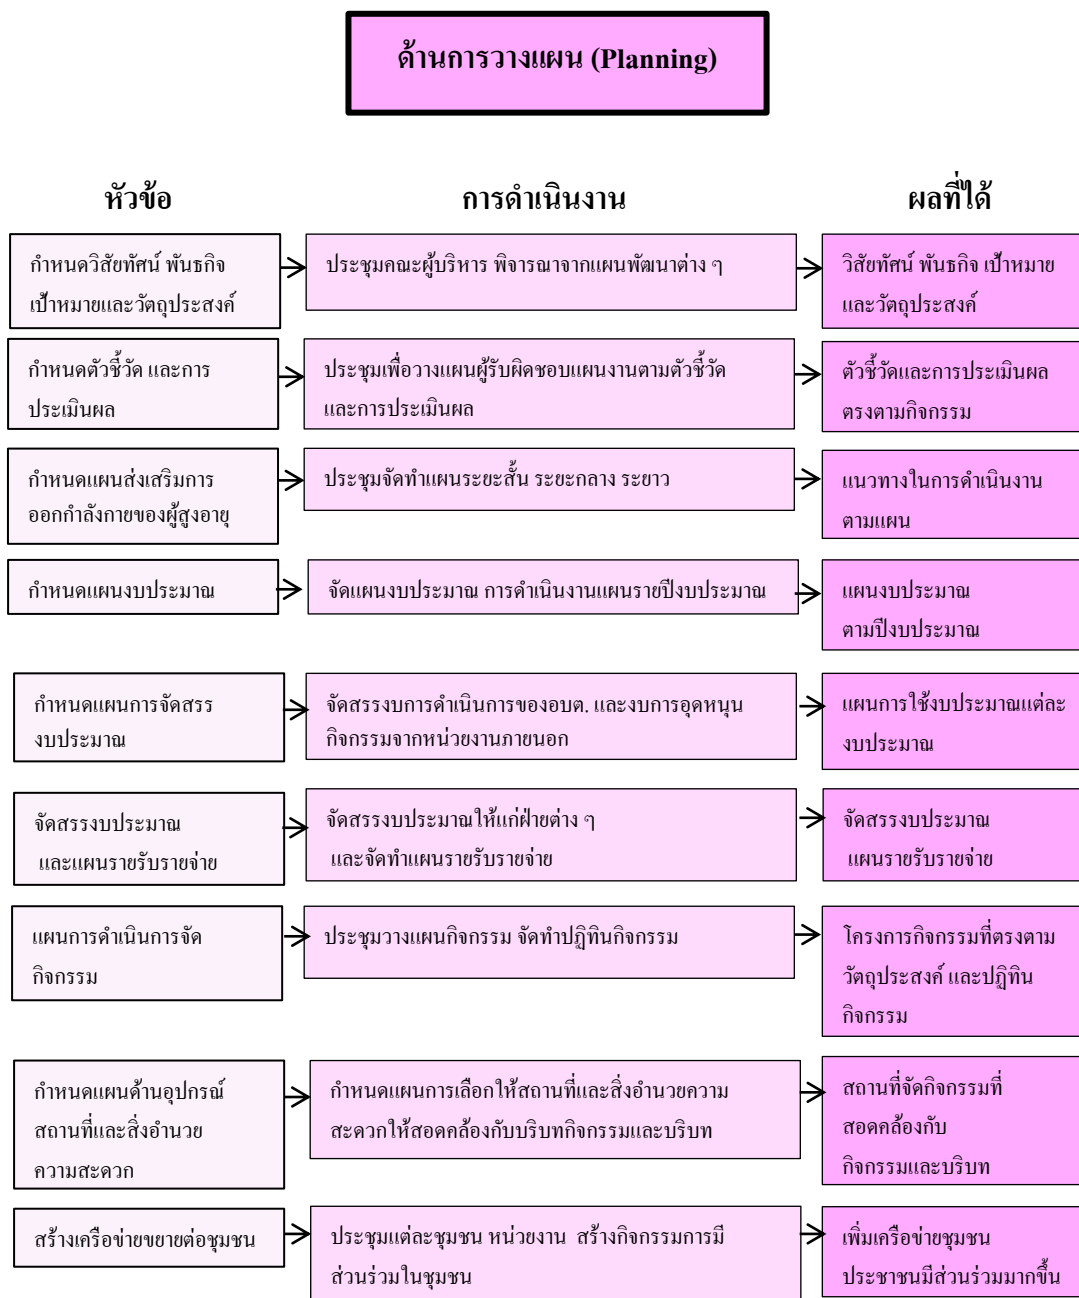 ด้านการวางแผน (Planning)
หัวข้อ
การดำเนินงาน
ผลที่ได้
กำหนดวิสัยทัศน์ พันธกิจ
เป้าหมายและวัตถุประสงค์
ประชุมคณะผู้บริหาร พิจารณาจากแผนพัฒนาต่าง ๆ
วิสัยทัศน์ พันธกิจ เป้าหมาย
และวัตถุประสงค์
กำหนดตัวชี้วัด และการ
ประเมินผล
ประชุมเพื่อวางแผนผู้รับผิดชอบแผนงานตามตัวชี้วัด
และการประเมินผล
ตัวชี้วัดและการประเมินผล
ตรงตามกิจกรรม
กำหนดแผนส่งเสริมการ
ออกกำลังกายของผู้สูงอายุ
ประชุมจัดทำแผนระยะสั้น ระยะกลาง ระยาว
แนวทางในการดำเนินงาน
ตามแผน
กำหนดแผนงบประมาณ
จัดแผนงบประมาณ การดำเนินงานแผนรายปีงบประมาณ
แผนงบประมาณ
ตามปีงบประมาณ
กำหนดแผนการจัดสรร
งบประมาณ
จัดสรรงบการดำเนินการของอบต. และงบการอุดหนุน
กิจกรรมจากหน่วยงานภายนอก
แผนการใช้งบประมาณแต่ละ
งบประมาณ
จัดสรรงบประมาณ
และแผนรายรับรายจ่าย
จัดสรรงบประมาณให้แก่ฝ่ายต่าง ๆ
และจัดทำแผนรายรับรายจ่าย
จัดสรรงบประมาณ
แผนรายรับรายจ่าย
แผนการดำเนินการจัด
กิจกรรม
ประชุมวางแผนกิจกรรม จัดทำปฏิทินกิจกรรม
โครงการกิจกรรมที่ตรงตาม
วัตถุประสงค์ และปฏิทิน
กิจกรรม
กำหนดแผนด้านอุปกรณ์
สถานที่และสิ่งอำนวย
ความสะดวก
กำหนดแผนการเลือกให้สถานที่และสิ่งอำนวยความ
สะดวกให้สอดคล้องกับบริบทกิจกรรมและบริบท
สถานที่จัดกิจกรรมที่
สอดคล้องกับ
กิจกรรมและบริบท
สร้างเครือข่ายขยายต่อชุมชน
ประชุมแต่ละชุมชน หน่วยงาน สร้างกิจกรรมการมี
ส่วนร่วมในชุมชน
เพิ่มเครือข่ายชุมชน
ประชาชนมีส่วนร่วมมากขึ้น